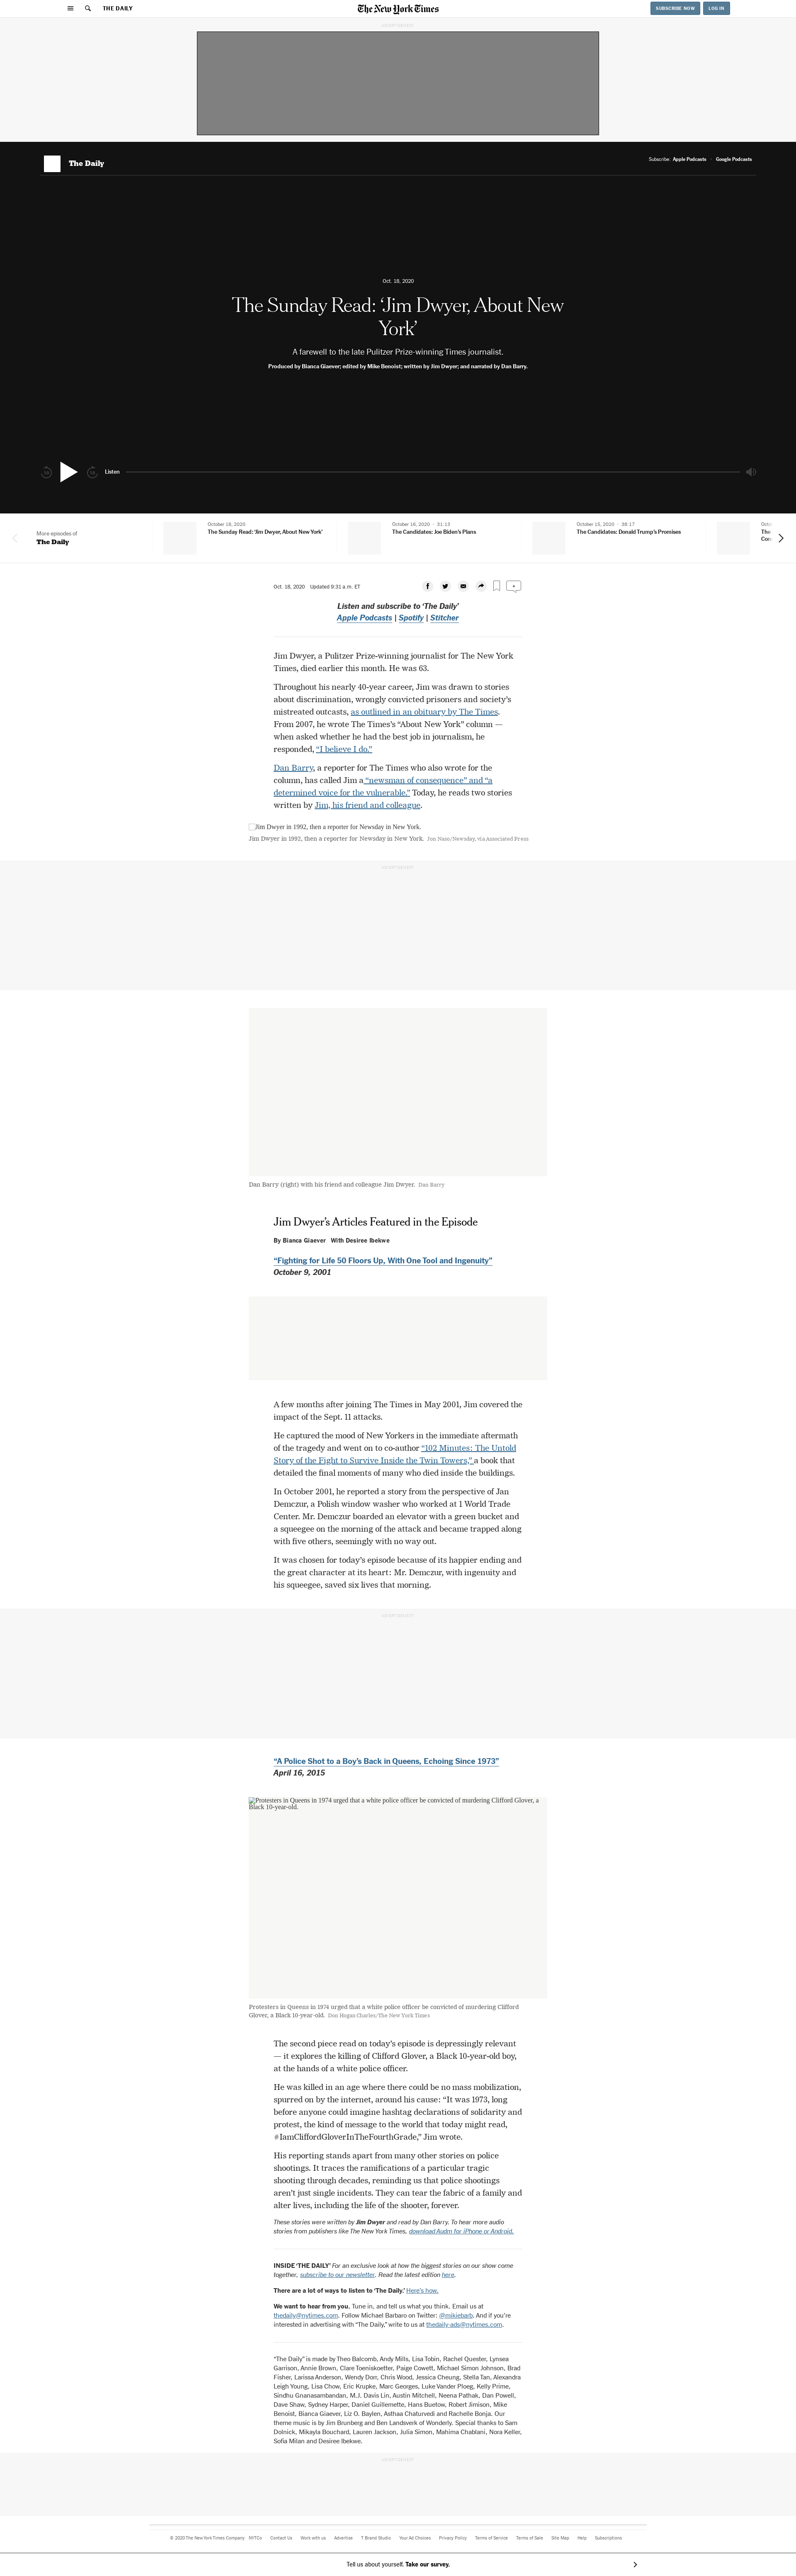 THE DAILY
The New York Times
SUBSCRIBE NOW
LOG IN
ADVERTISEMENT
The Daily
Subscribe: Apple Podcasts · Google Podcasts
Oct. 18, 2020
The Sunday Read: ‘Jim Dwyer, About New
York’
A farewell to the late Pulitzer Prize-winning Times journalist.
Produced by Bianca Giaever; edited by Mike Benoist; written by Jim Dwyer; and narrated by Dan Barry.
Listen
More episodes of
The Daily
October 18, 2020
The Sunday Read: ‘Jim Dwyer, About New York’
October 16, 2020 · 31:13
The Candidates: Joe Biden’s Plans
October 15, 2020 · 36:17
The Candidates: Donald Trump’s Promises
Oct. 18, 2020 Updated 9:31 a.m. ET
Listen and subscribe to ‘The Daily’
Apple Podcasts | Spotify | Stitcher
Jim Dwyer, a Pulitzer Prize-winning journalist for The New York
Times, died earlier this month. He was 63.
Throughout his nearly 40-year career, Jim was drawn to stories
about discrimination, wrongly convicted prisoners and society’s
mistreated outcasts, as outlined in an obituary by The Times.
From 2007, he wrote The Times’s “About New York” column —
when asked whether he had the best job in journalism, he
responded, “I believe I do.”
Dan Barry, a reporter for The Times who also wrote for the
column, has called Jim a “newsman of consequence” and “a
determined voice for the vulnerable.” Today, he reads two stories
written by Jim, his friend and colleague.
Jim Dwyer in 1992, then a reporter for Newsday in New York.
Jim Dwyer in 1992, then a reporter for Newsday in New York. Jon Naso/Newsday, via Associated Press
ADVERTISEMENT
Dan Barry (right) with his friend and colleague Jim Dwyer. Dan Barry
Jim Dwyer’s Articles Featured in the Episode
By Bianca Giaever With Desiree Ibekwe
“Fighting for Life 50 Floors Up, With One Tool and Ingenuity”
October 9, 2001
A few months after joining The Times in May 2001, Jim covered the
impact of the Sept. 11 attacks.
He captured the mood of New Yorkers in the immediate aftermath
of the tragedy and went on to co-author “102 Minutes: The Untold
Story of the Fight to Survive Inside the Twin Towers,” a book that
detailed the final moments of many who died inside the buildings.
In October 2001, he reported a story from the perspective of Jan
Demczur, a Polish window washer who worked at 1 World Trade
Center. Mr. Demczur boarded an elevator with a green bucket and
a squeegee on the morning of the attack and became trapped along
with five others, seemingly with no way out.
It was chosen for today’s episode because of its happier ending and
the great character at its heart: Mr. Demczur, with ingenuity and
his squeegee, saved six lives that morning.
ADVERTISEMENT
“A Police Shot to a Boy’s Back in Queens, Echoing Since 1973”
April 16, 2015
Protesters in Queens in 1974 urged that a white police officer be convicted of murdering Clifford Glover, a
Black 10-year-old.
Protesters in Queens in 1974 urged that a white police officer be convicted of murdering Clifford
Glover, a Black 10-year-old. Don Hogan Charles/The New York Times
The second piece read on today’s episode is depressingly relevant
— it explores the killing of Clifford Glover, a Black 10-year-old boy,
at the hands of a white police officer.
He was killed in an age where there could be no mass mobilization,
spurred on by the internet, around his cause: “It was 1973, long
before anyone could imagine hashtag declarations of solidarity and
protest, the kind of message to the world that today might read,
#IamCliffordGloverInTheFourthGrade,” Jim wrote.
His reporting stands apart from many other stories on police
shootings. It traces the ramifications of a particular tragic
shooting through decades, reminding us that police shootings
aren’t just single incidents. They can tear the fabric of a family and
alter lives, including the life of the shooter, forever.
These stories were written by Jim Dwyer and read by Dan Barry. To hear more audio
stories from publishers like The New York Times, download Audm for iPhone or Android.
INSIDE ‘THE DAILY’ For an exclusive look at how the biggest stories on our show come
together, subscribe to our newsletter. Read the latest edition here.
There are a lot of ways to listen to ‘The Daily.’ Here’s how.
We want to hear from you. Tune in, and tell us what you think. Email us at
thedaily@nytimes.com. Follow Michael Barbaro on Twitter: @mikiebarb. And if you’re
interested in advertising with “The Daily,” write to us at thedaily-ads@nytimes.com.
“The Daily” is made by Theo Balcomb, Andy Mills, Lisa Tobin, Rachel Quester, Lynsea
Garrison, Annie Brown, Clare Toeniskoetter, Paige Cowett, Michael Simon Johnson, Brad
Fisher, Larissa Anderson, Wendy Dorr, Chris Wood, Jessica Cheung, Stella Tan, Alexandra
Leigh Young, Lisa Chow, Eric Krupke, Marc Georges, Luke Vander Ploeg, Kelly Prime,
Sindhu Gnanasambandan, M.J. Davis Lin, Austin Mitchell, Neena Pathak, Dan Powell,
Dave Shaw, Sydney Harper, Daniel Guillemette, Hans Buetow, Robert Jimison, Mike
Benoist, Bianca Giaever, Liz O. Baylen, Asthaa Chaturvedi and Rachelle Bonja. Our
theme music is by Jim Brunberg and Ben Landsverk of Wonderly. Special thanks to Sam
Dolnick, Mikayla Bouchard, Lauren Jackson, Julia Simon, Mahima Chablani, Nora Keller,
Sofia Milan and Desiree Ibekwe.
ADVERTISEMENT
© 2020 The New York Times Company NYTCo Contact Us Work with us Advertise T Brand Studio Your Ad Choices Privacy Policy Terms of Service Terms of Sale Site Map Help Subscriptions
Tell us about yourself. Take our survey.